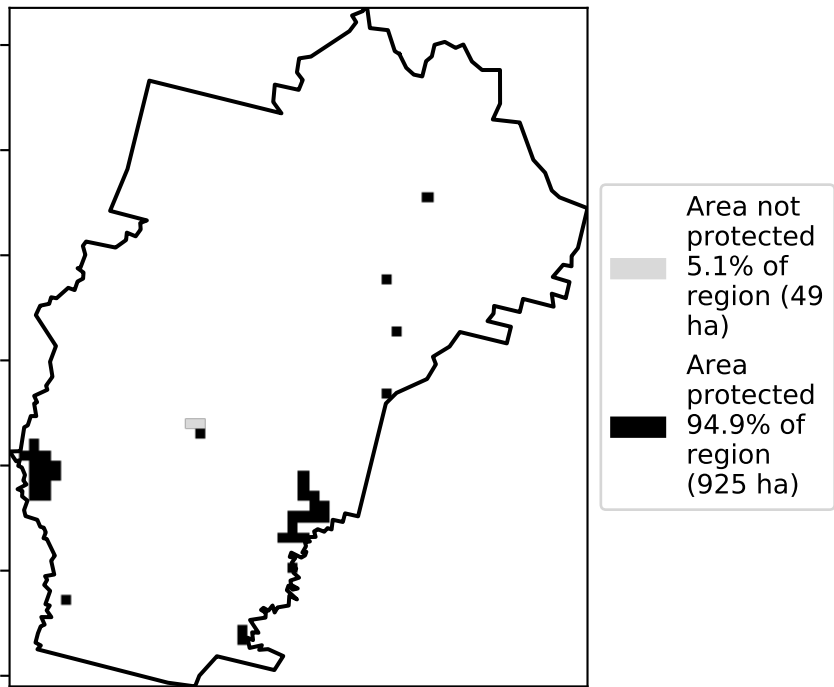 Area not
protected
5.1% of
region (49
ha)
Area
protected
94.9% of
region
(925 ha)